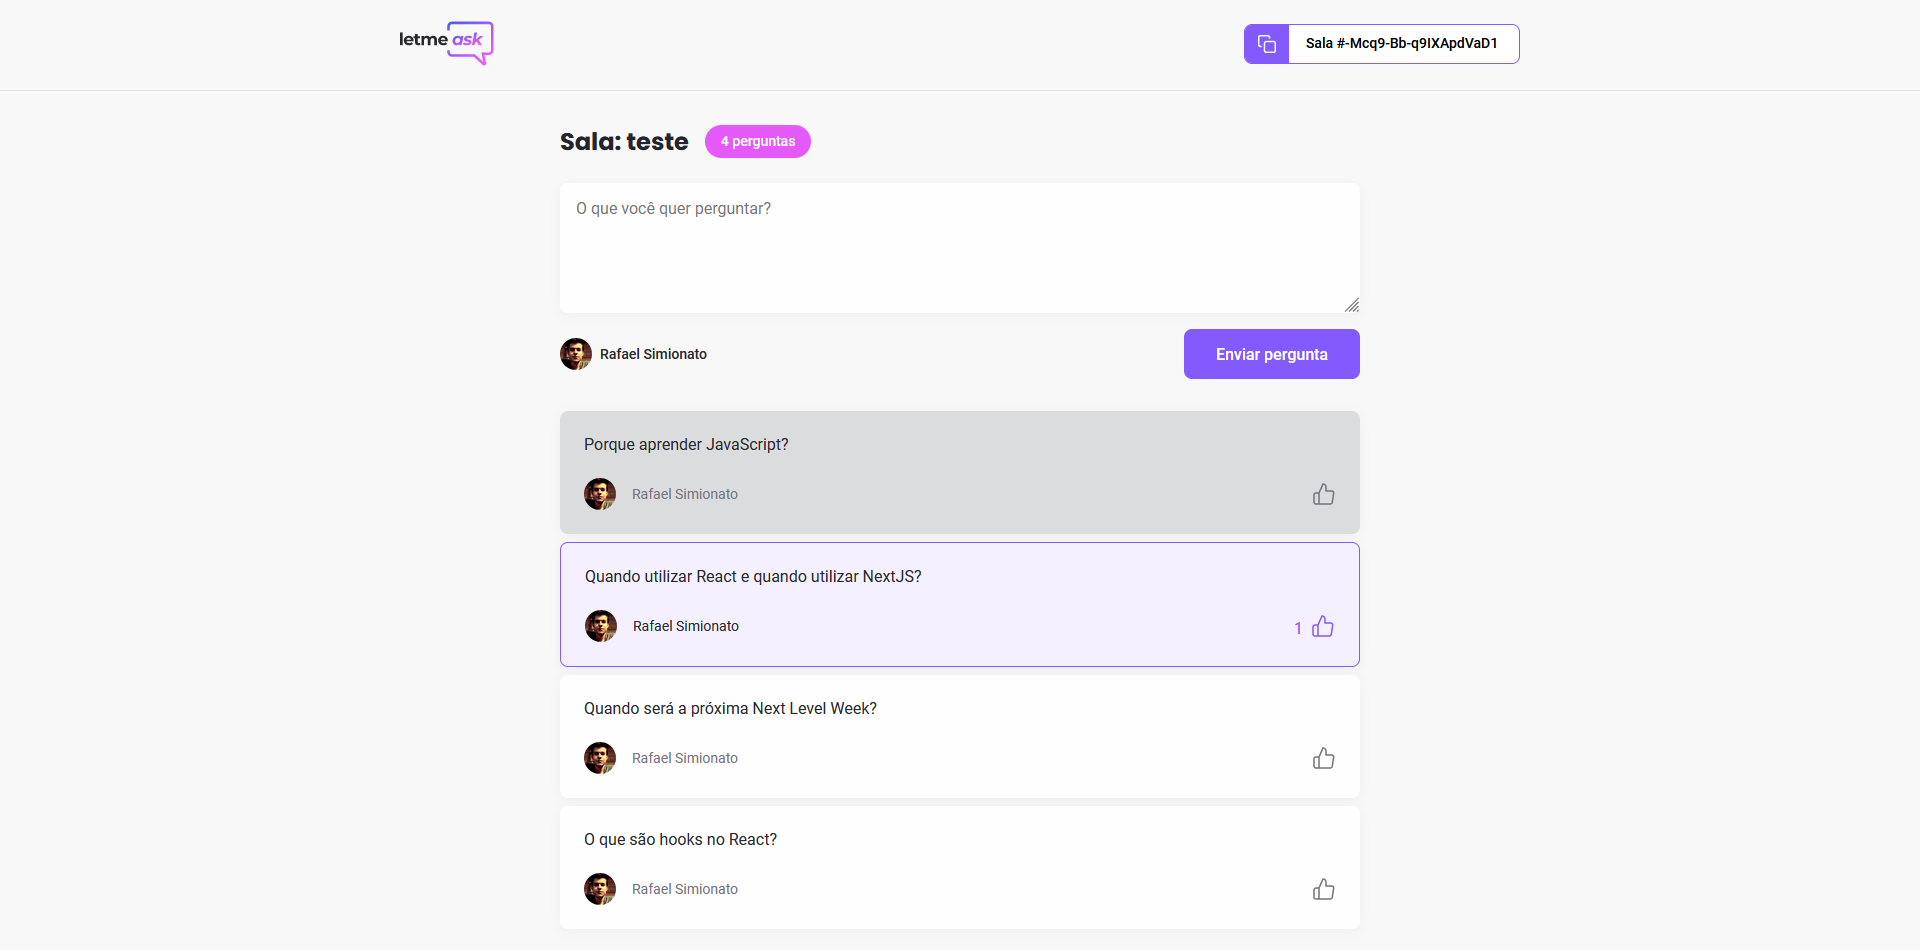 letmeask
Sala #-Mcq9-Bb-q9IXApdVaD1
Sala: teste
4 perguntas
O que você quer perguntar?
Rafael Simionato
Enviar pergunta
Porque aprender JavaScript?
Rafael Simionato
Quando utilizar React e quando utilizar NextJS?
Rafael Simionato
1
Quando será a próxima Next Level Week?
Rafael Simionato
O que são hooks no React?
Rafael Simionato